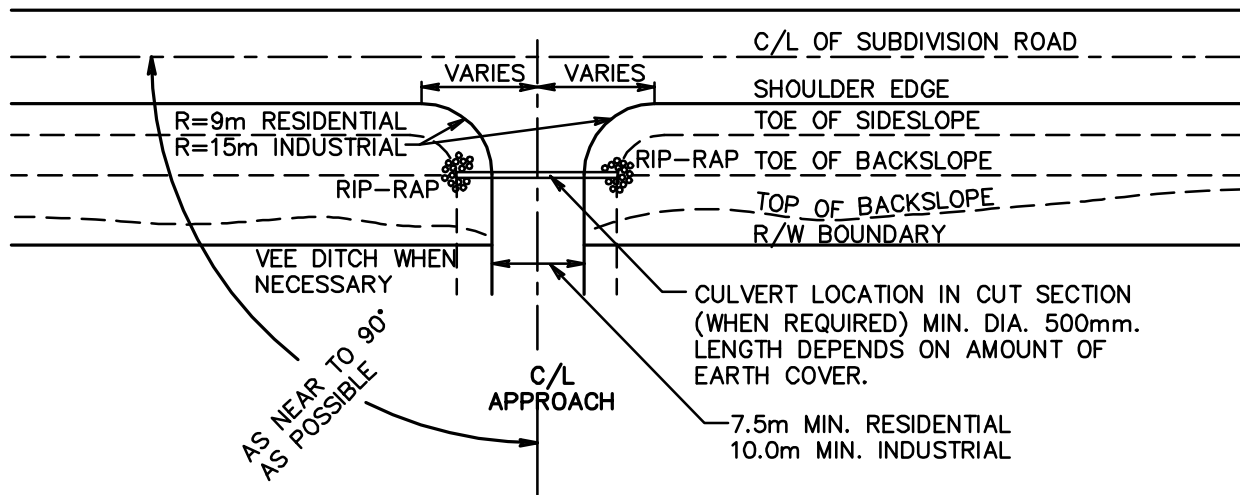 C/L OF SUBDIVISION ROAD
VARIES
VARIES
SHOULDER EDGE
R=9m RESIDENTIAL
R=15m INDUSTRIAL
TOE OF SIDESLOPE
RIP-RAP
TOE OF BACKSLOPE
RIP-RAP
TOP OF BACKSLOPE
R/W BOUNDARY
VEE DITCH WHEN
NECESSARY
CULVERT LOCATION IN CUT SECTION
(WHEN REQUIRED) MIN. DIA. 500mm.
LENGTH DEPENDS ON AMOUNT OF
EARTH COVER.
AS NEAR TO 90°
AS POSSIBLE
C/L
APPROACH
7.5m MIN. RESIDENTIAL
10.0m MIN. INDUSTRIAL